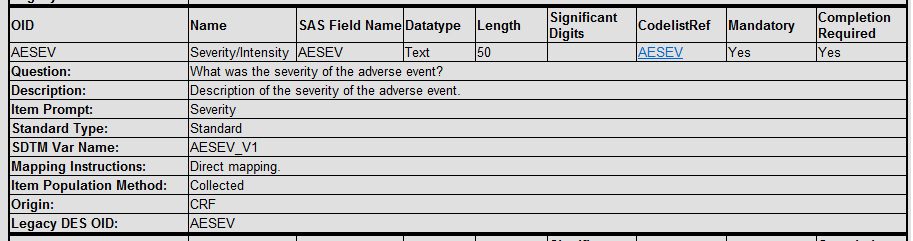 OID Name SAS Field Name Datatype Length Significant Digits CodelistRef Mandatory Completion Required
AESEV Severity/Intensity AESEV Text 50 AESEV Yes Yes
Question: What was the severity of the adverse event?
Description: Description of the severity of the adverse event.
Item Prompt: Severity
Standard Type: Standard
SDTM Var Name: AESEV_V1
Mapping Instructions: Direct mapping.
Item Population Method: Collected
Origin: CRF
Legacy DES OID: AESEV